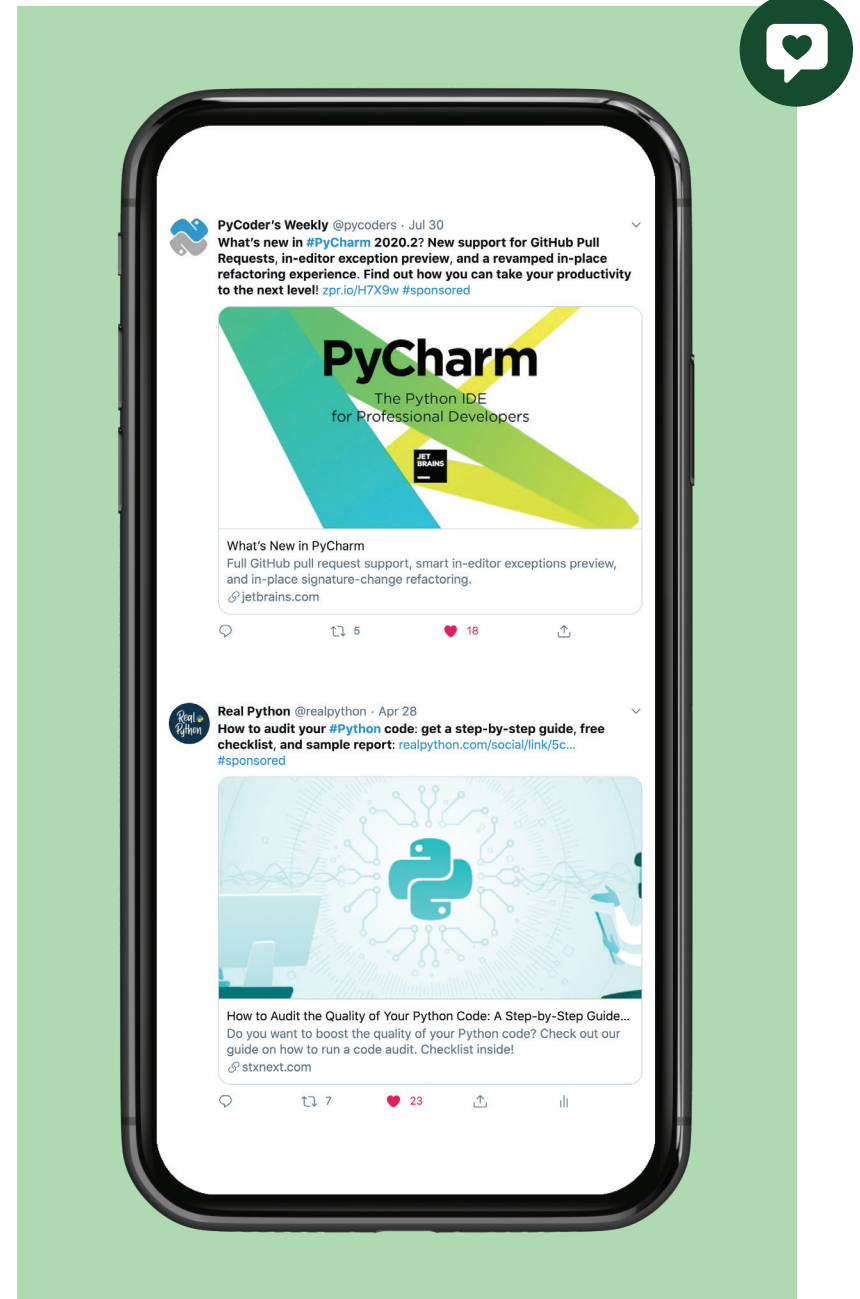 PyCoder's Weekly @pycoders · Jul 30
What's new in #PyCharm 2020.2? New support for GitHub Pull
Requests, in-editor exception preview, and a revamped in-place
refactoring experience. Find out how you can take your productivity
to the next level! zpr.io/H7X9w #sponsored
PyCharm
The Python IDE
for Professional Developers
JET
BRAINS
What's New in PyCharm
Full GitHub pull request support, smart in-editor exceptions preview,
and in-place signature-change refactoring.
jetbrains.com
5 18
Real
Python
Real Python @realpython · Apr 28
How to audit your #Python code: get a step-by-step guide, free
checklist, and sample report: realpython.com/social/link/5c...
#sponsored
How to Audit the Quality of Your Python Code: A Step-by-Step Guide...
Do you want to boost the quality of your Python code? Check out our
guide on how to run a code audit. Checklist inside!
stxnext.com
7 23